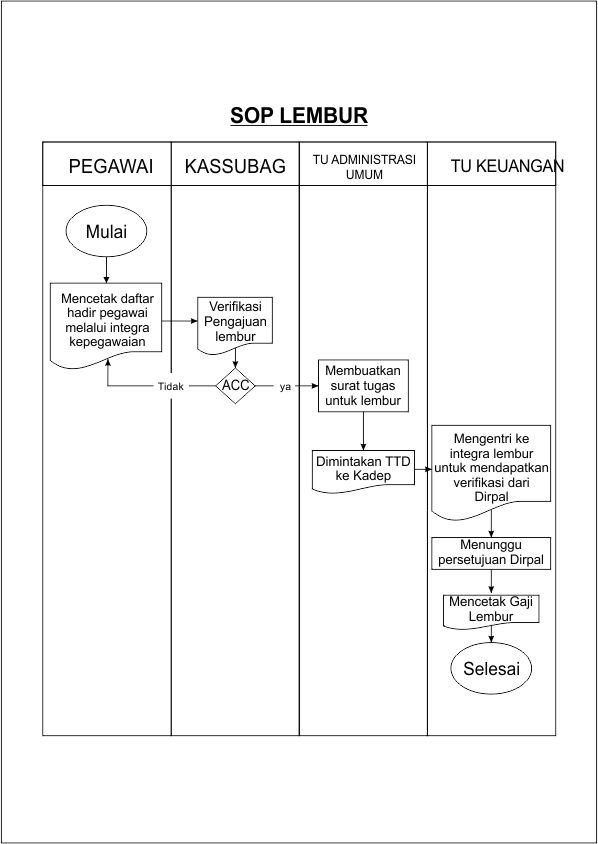 SOP LEMBUR
PEGAWAI
KASSUBAG
TU ADMINISTRASI
UMUM
TU KEUANGAN
Mulai
Mencetak daftar
hadir pegawai
melalui integra
kepegawaian
Verifikasi
Pengajuan
lembur
Tidak
ACC
ya
Membuatkan
surat tugas
untuk lembur
Dimintakan TTD
ke Kadep
Mengentri ke
integra lembur
untuk mendapatkan
verifikasi dari
Dirpal
Menunggu
persetujuan Dirpal
Mencetak Gaji
Lembur
Selesai